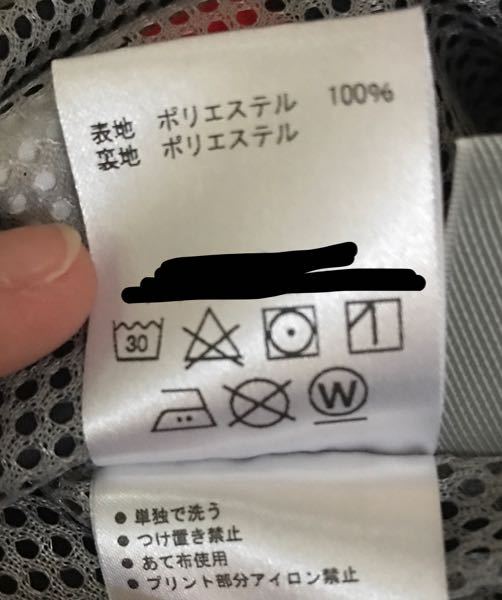 表地 ポリエステル 100%
裏地 ポリエステル
30
W
●単独で洗う
●つけ置き禁止
●あて布使用
●プリント部分アイロン禁止